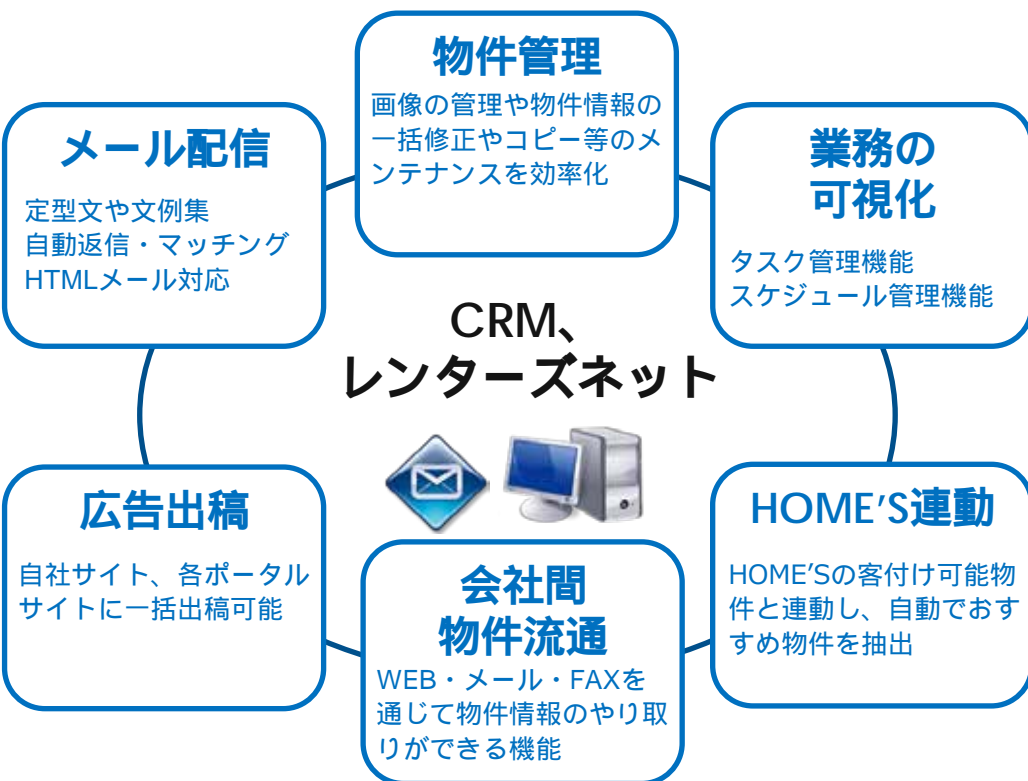 物件管理
画像の管理や物件情報の
一括修正やコピー等のメ
ンテナンスを効率化
メール配信
定型文や文例集
自動返信・マッチング
HTMLメール対応
業務の
可視化
タスク管理機能
スケジュール管理機能
CRM、
レンターズネット
広告出稿
自社サイト、各ポータル
サイトに一括出稿可能
会社間
物件流通
WEB・メール・FAXを
通じて物件情報のやり取
りができる機能
HOME'S連動
HOME'Sの客付け可能物
件と連動し、自動でおす
すめ物件を抽出